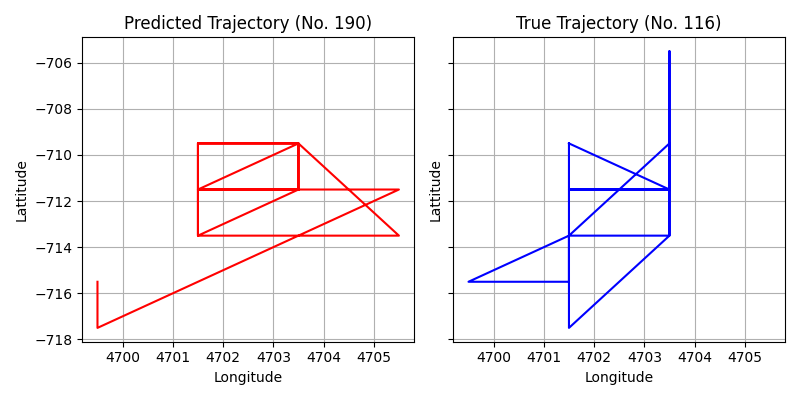 Predicted Trajectory (No. 190)
True Trajectory (No. 116)
Lattitude
−706
−708
−710
−712
−714
−716
−718
4700 4701 4702 4703 4704 4705
Longitude
Lattitude
4700 4701 4702 4703 4704 4705
Longitude